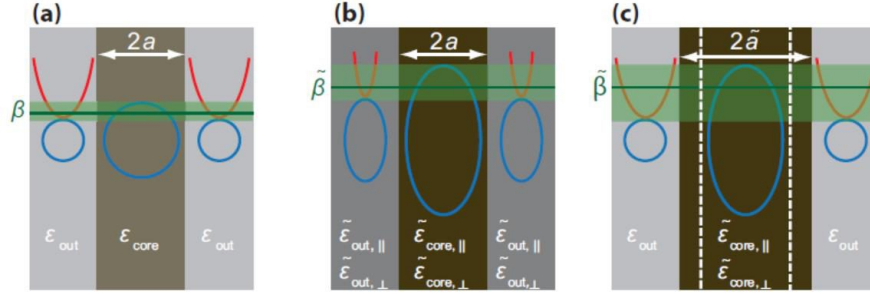 (a)
2a
β
ε out
ε core
ε out
(b)
2a
β̃
ε̃ out, ||
ε̃ core, ||
ε̃ out, ||
ε̃ out, ⊥
ε̃ core, ⊥
ε̃ out, ⊥
(c)
2ã
β̃
ε out
ε̃ core, ||
ε out
ε̃ core, ⊥